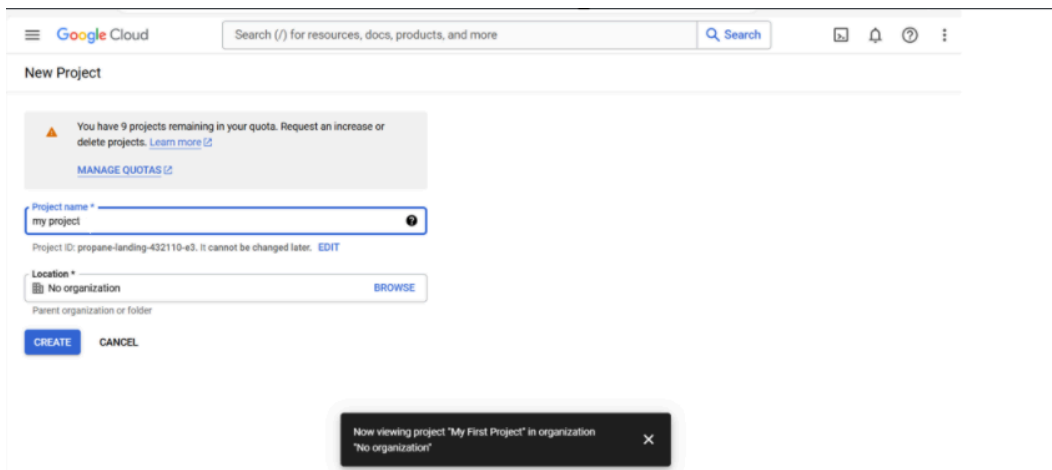 Google Cloud
Search (/) for resources, docs, products, and more
Search
New Project
You have 9 projects remaining in your quota. Request an increase or
delete projects. Learn more
MANAGE QUOTAS
Project name *
my project
Project ID: propane-landing-432110-e3. It cannot be changed later. EDIT
Location *
No organization
BROWSE
Parent organization or folder
CREATE
CANCEL
Now viewing project "My First Project" in organization
"No organization"